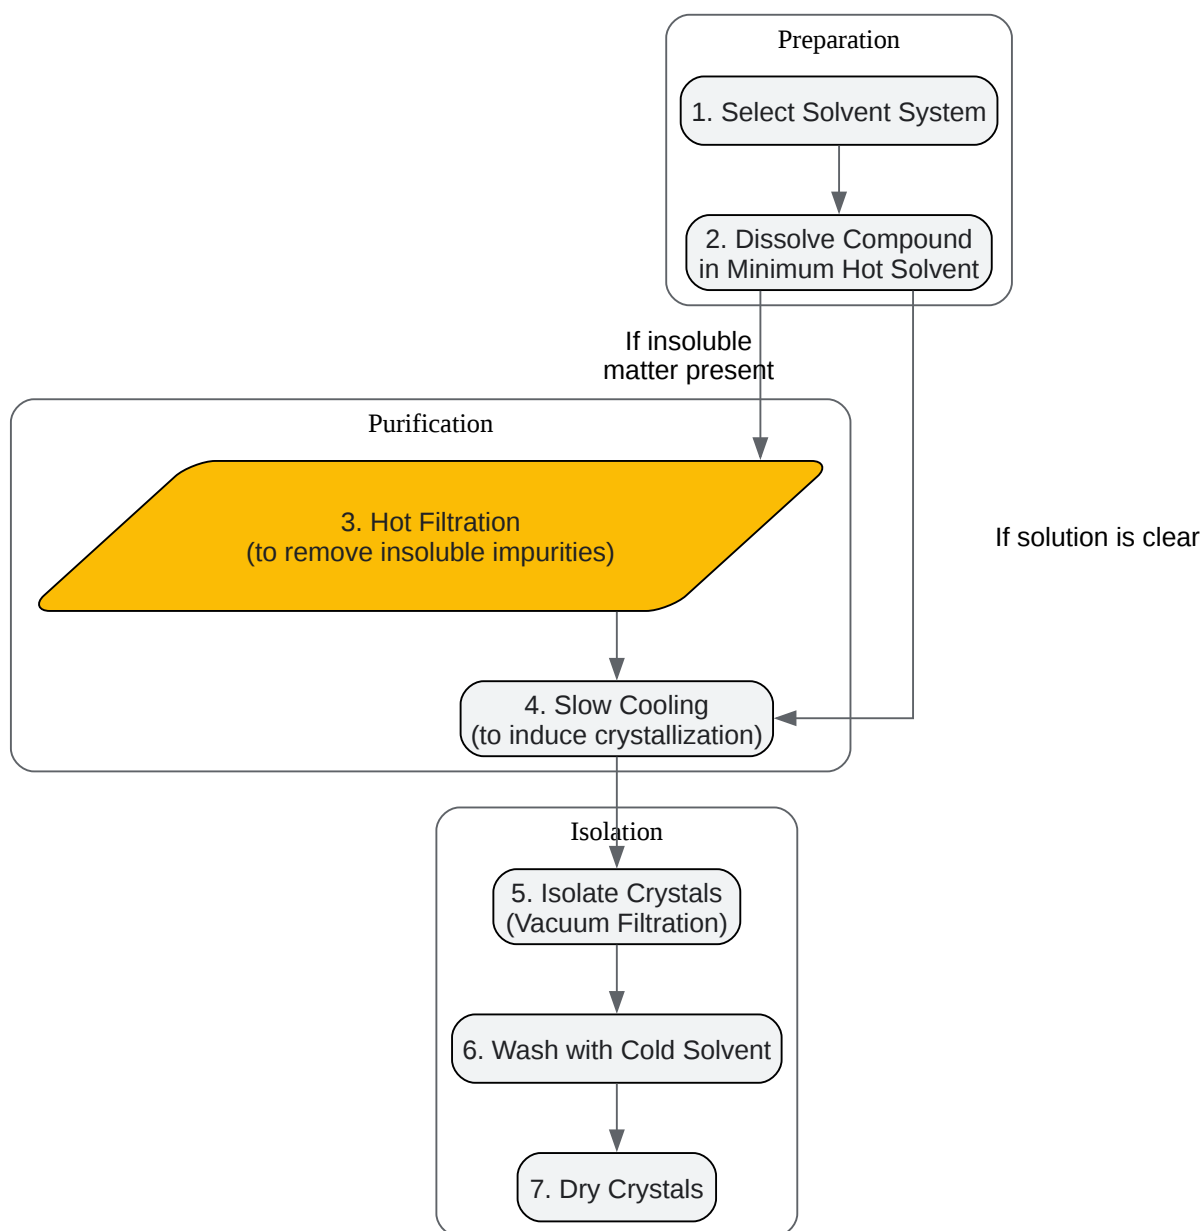 Preparation
1. Select Solvent System
2. Dissolve Compound
in Minimum Hot Solvent
If insoluble
matter present
Purification
3. Hot Filtration
(to remove insoluble impurities)
If solution is clear
4. Slow Cooling
(to induce crystallization)
Isolation
5. Isolate Crystals
(Vacuum Filtration)
6. Wash with Cold Solvent
7. Dry Crystals